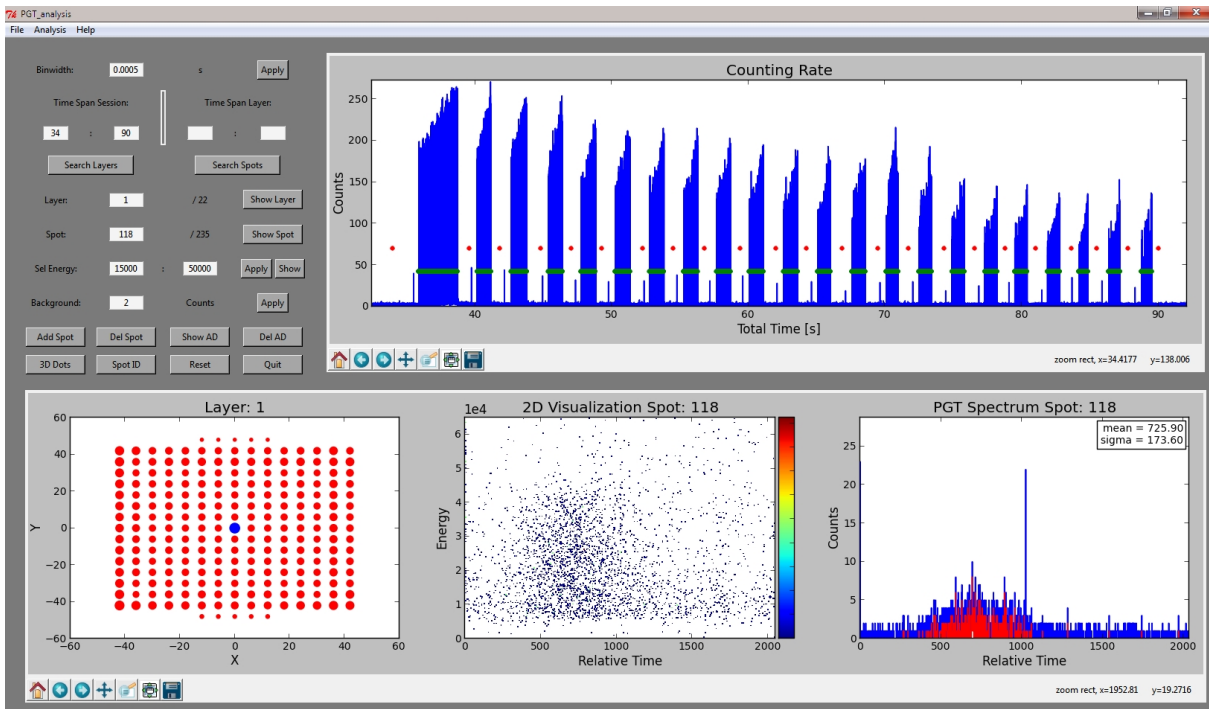 PGT_analysis
File Analysis Help
Binwidth: 0.0005 s Apply
Time Span Session: Time Span Layer:
34 : 90 :
Search Layers Search Spots
Layer: 1 / 22 Show Layer
Spot: 118 / 235 Show Spot
Sel Energy: 15000 : 50000 Apply Show
Background: 2 Counts Apply
Add Spot Del Spot Show AD Del AD
3D Dots Spot ID Reset Quit
Counting Rate
250
200
150
100
50
0
Counts
40 50 60 70 80 90
Total Time [s]
zoom rect, x=34.4177 y=138.006
Layer: 1
60
40
20
0
−20
−40
−60
Y
−60 −40 −20 0 20 40 60
X
1e4 2D Visualization Spot: 118
6
5
4
3
2
1
0
Energy
0 500 1000 1500 2000
Relative Time
PGT Spectrum Spot: 118
mean = 725.90
sigma = 173.60
25
20
15
10
5
0
Counts
0 500 1000 1500 2000
Relative Time
zoom rect, x=1952.81 y=19.2716